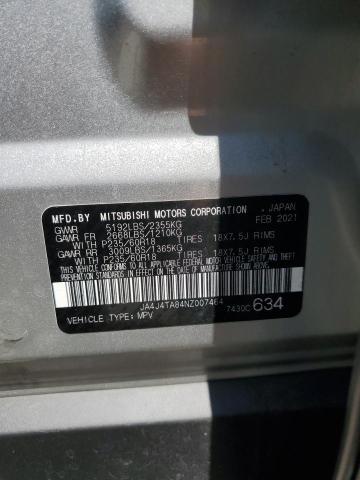 MFD.BY MITSUBISHI MOTORS CORPORATION , JAPAN
GVWR 5192LBS/2355KG FEB 2021
GAWR FR 2668LBS/1210KG
WITH P235/60R18 TIRES 18X7.5J RIMS
GAWR RR 3009LBS/1365KG
WITH P235/60R18 TIRES 18X7.5J RIMS
JA4J4TA84NZ007464 7430C 634
VEHICLE TYPE: MPV